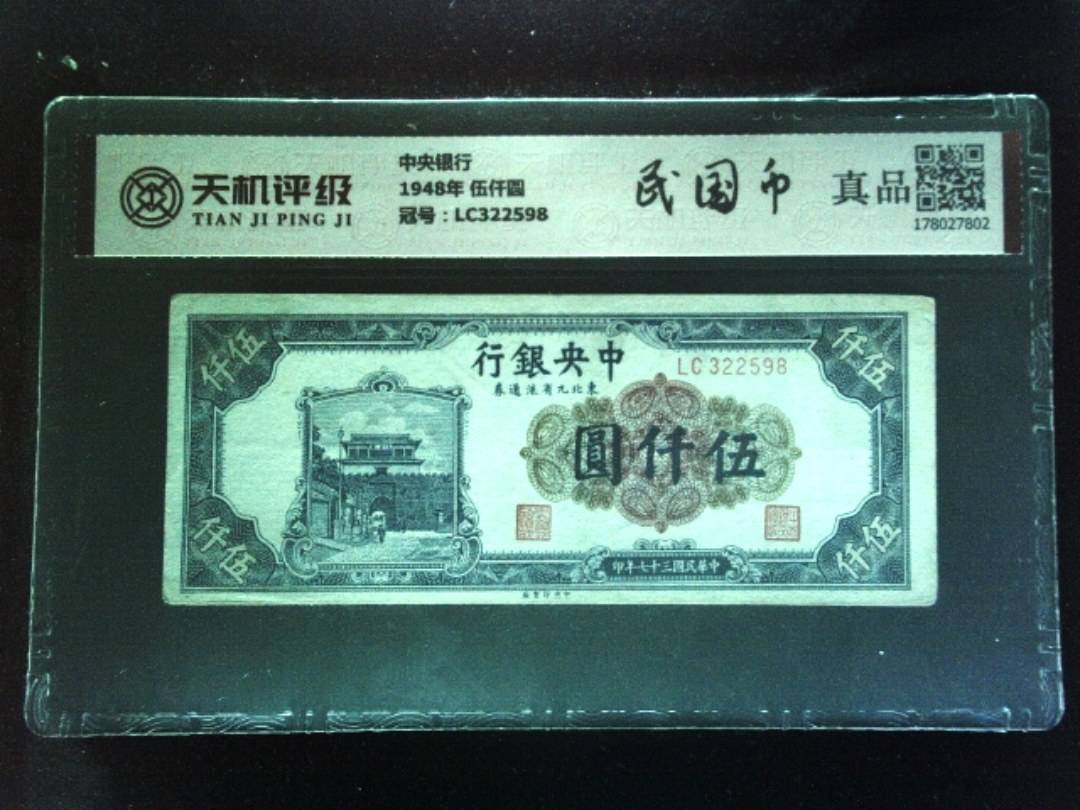 天机评级
TIAN JI PING JI
中央银行
1948年 伍仟圆
冠号：LC322598
民国币
真品
178027802
仟伍
仟伍
行銀央中
LC322598
券通流省九北東
圓仟伍
仟伍
仟伍
印年七十三國民華中